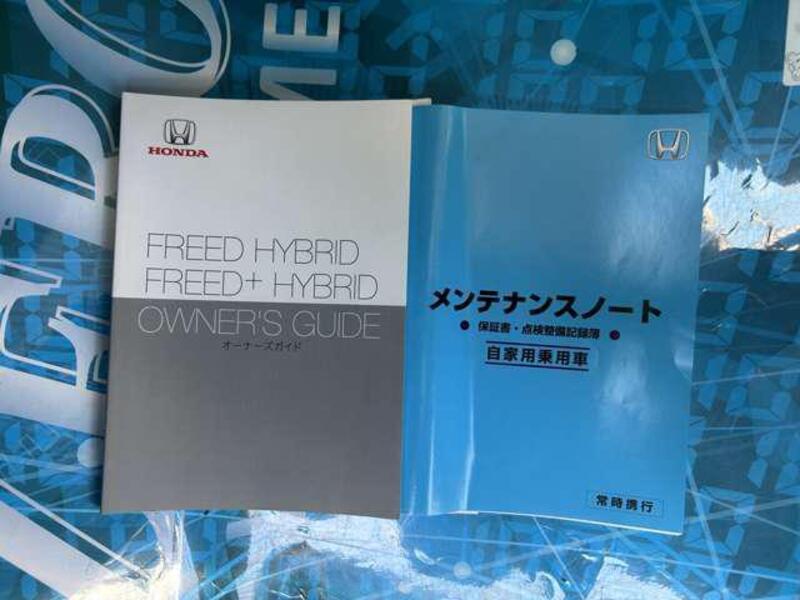 HONDA
FREED HYBRID
FREED+ HYBRID
OWNER'S GUIDE
オーナーズガイド
メンテナンスノート
● 保証書・点検整備記録簿 ●
自家用乗用車
常時携行